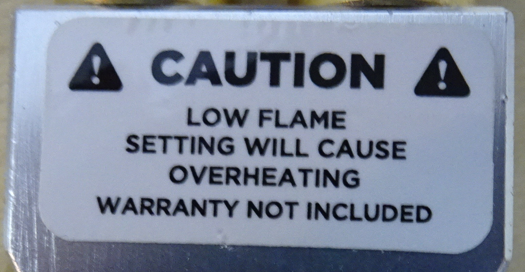 CAUTION
LOW FLAME
SETTING WILL CAUSE
OVERHEATING
WARRANTY NOT INCLUDED